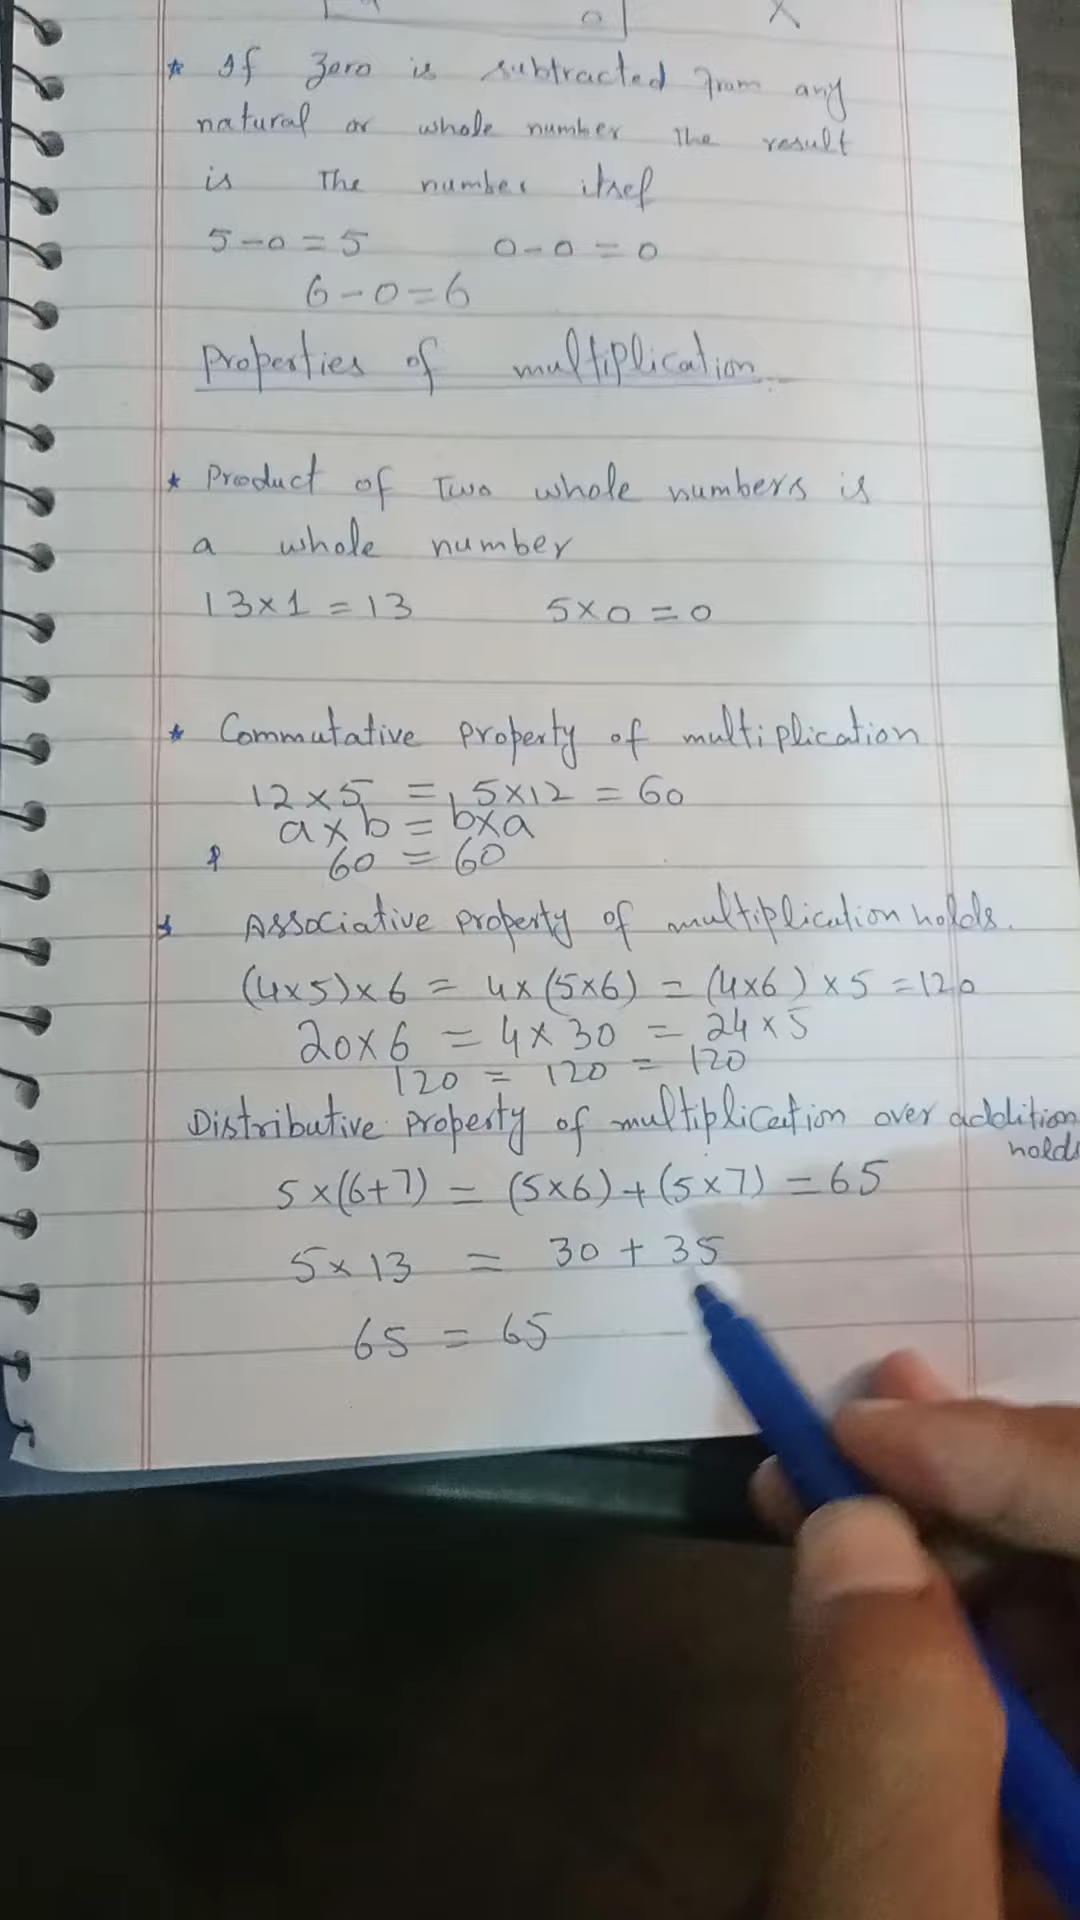 * If zero is subtracted from any
natural or whole number the result
is the number itsef
5-0=5 0-0=0
6-0=6
Properties of multiplication
* Product of Two whole numbers is
a whole number
13×1=13 5×0=0
* Commutative property of multiplication
12×5 = 5×12 = 60
a×b = b×a
60 = 60
Associative property of multiplication holds.
(4×5)×6 = 4×(5×6) = (4×6)×5 =120
20×6 = 4×30 = 24×5
120 = 120 = 120
Distributive property of multiplication over addition
holds
5×(6+7) = (5×6)+(5×7) = 65
5×13 = 30+35
65 = 65